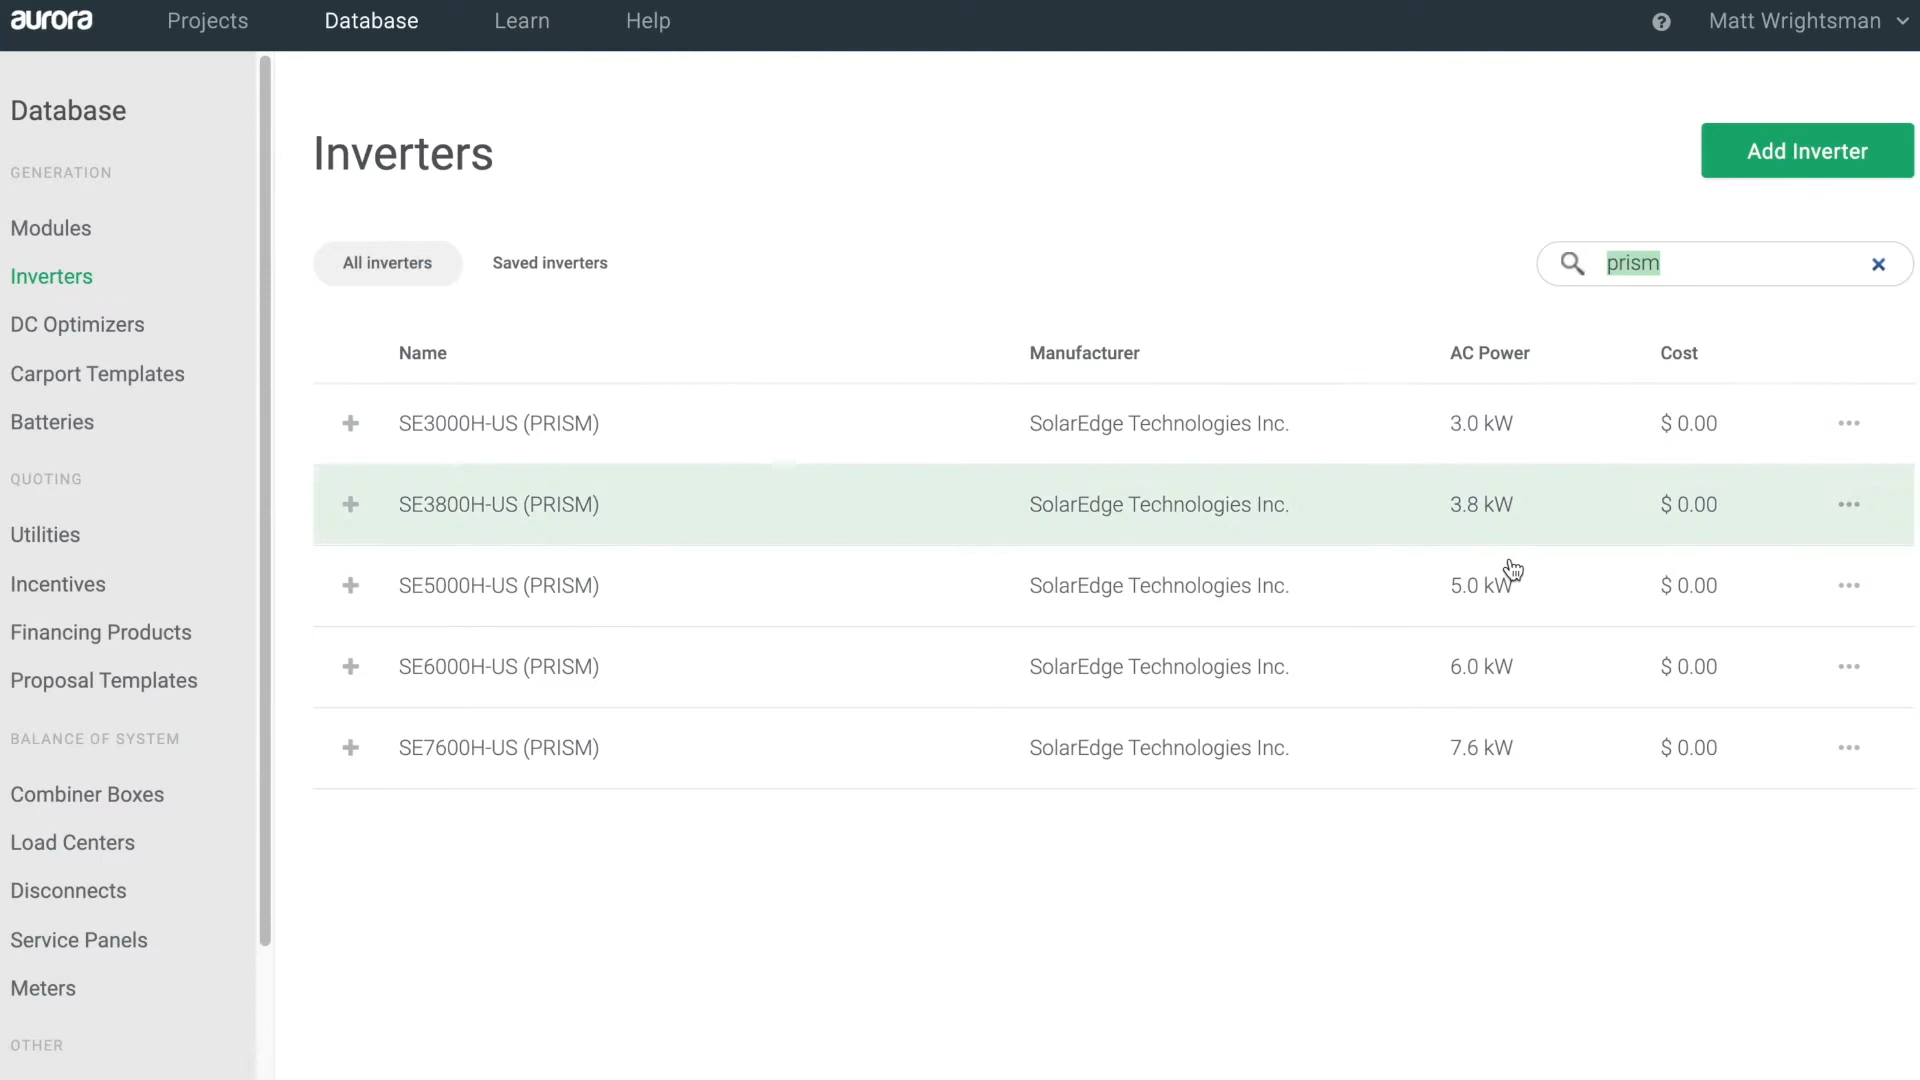 aurora Projects Database Learn Help ? Matt Wrightsman
Database
GENERATION
Modules
Inverters
DC Optimizers
Carport Templates
Batteries
QUOTING
Utilities
Incentives
Financing Products
Proposal Templates
BALANCE OF SYSTEM
Combiner Boxes
Load Centers
Disconnects
Service Panels
Meters
OTHER
Inverters
Add Inverter
All inverters Saved inverters
prism
Name Manufacturer AC Power Cost
SE3000H-US (PRISM) SolarEdge Technologies Inc. 3.0 kW $ 0.00
SE3800H-US (PRISM) SolarEdge Technologies Inc. 3.8 kW $ 0.00
SE5000H-US (PRISM) SolarEdge Technologies Inc. 5.0 kW $ 0.00
SE6000H-US (PRISM) SolarEdge Technologies Inc. 6.0 kW $ 0.00
SE7600H-US (PRISM) SolarEdge Technologies Inc. 7.6 kW $ 0.00